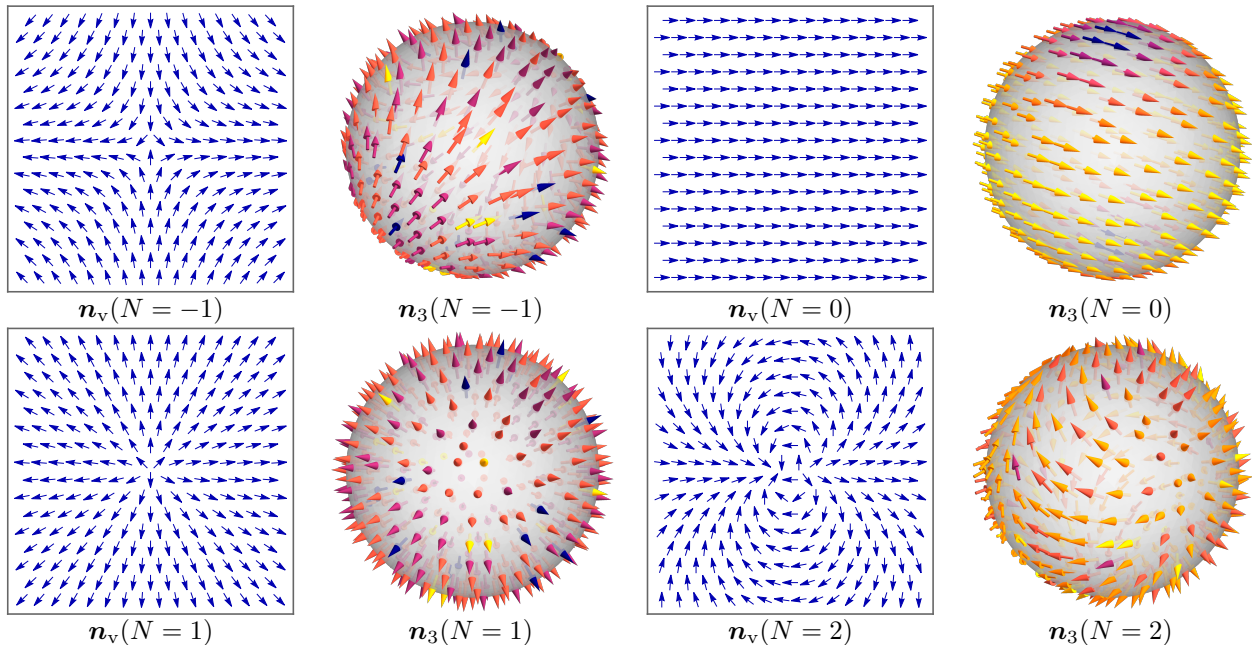 n_v(N = −1)
n_3(N = −1)
n_v(N = 0)
n_3(N = 0)
n_v(N = 1)
n_3(N = 1)
n_v(N = 2)
n_3(N = 2)